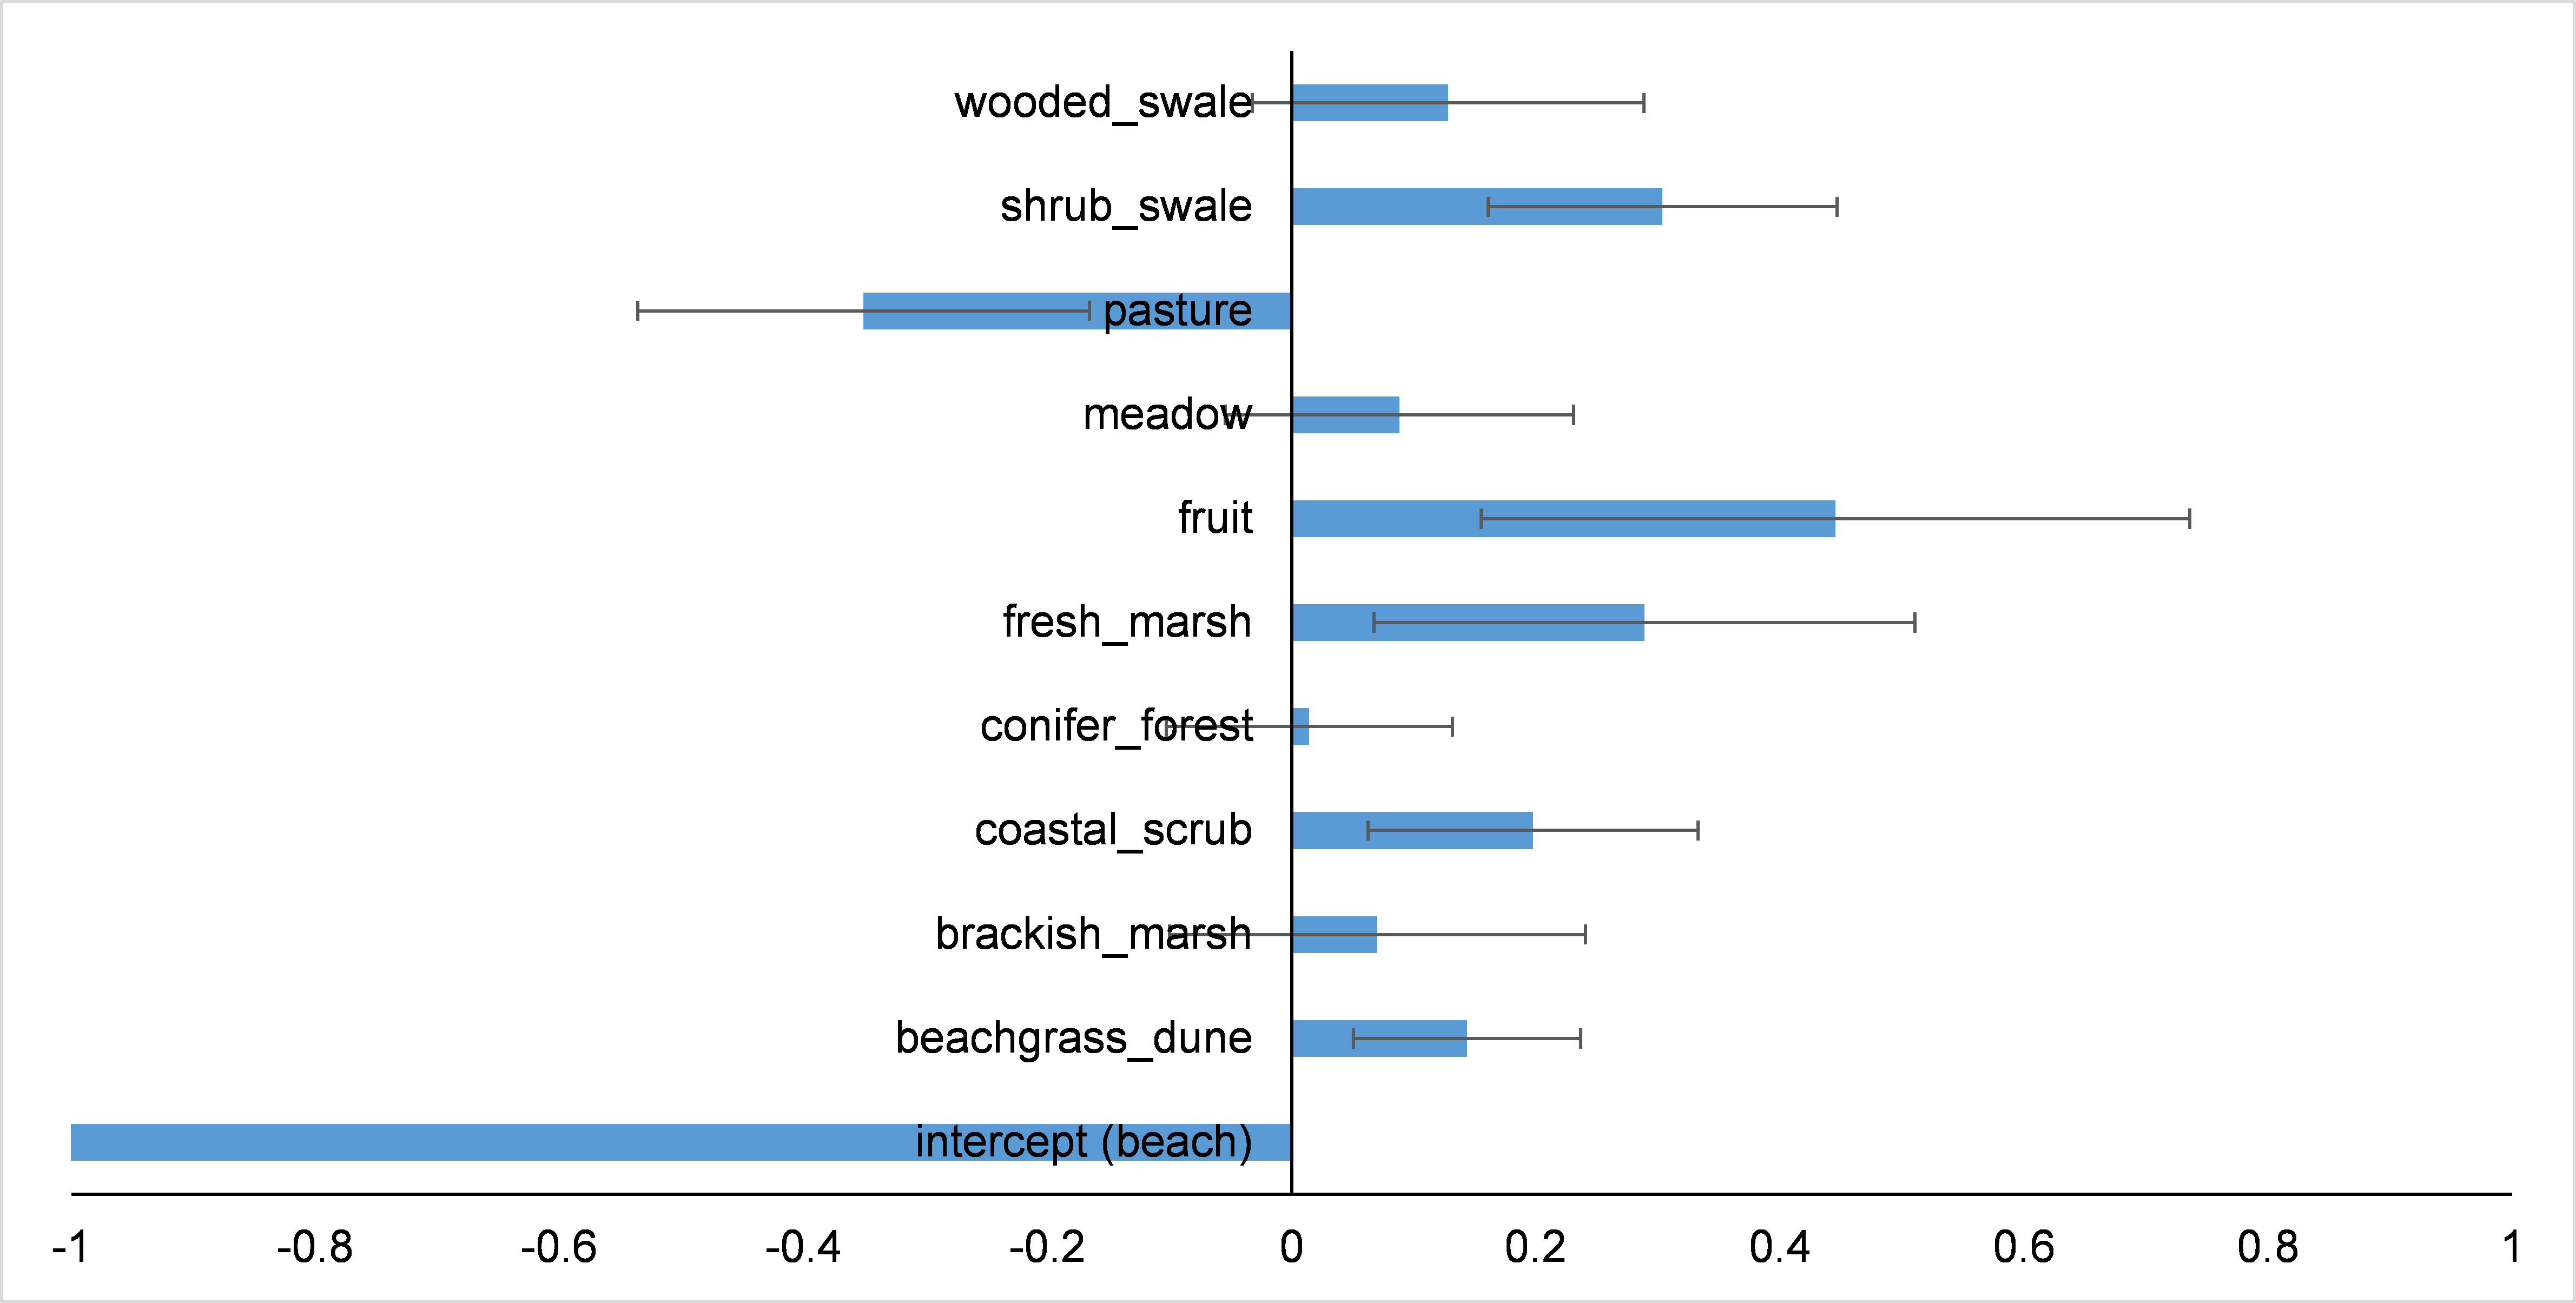 wooded_swale
shrub_swale
pasture
meadow
fruit
fresh_marsh
conifer_forest
coastal_scrub
brackish_marsh
beachgrass_dune
intercept (beach)
-1 -0.8 -0.6 -0.4 -0.2 0 0.2 0.4 0.6 0.8 1